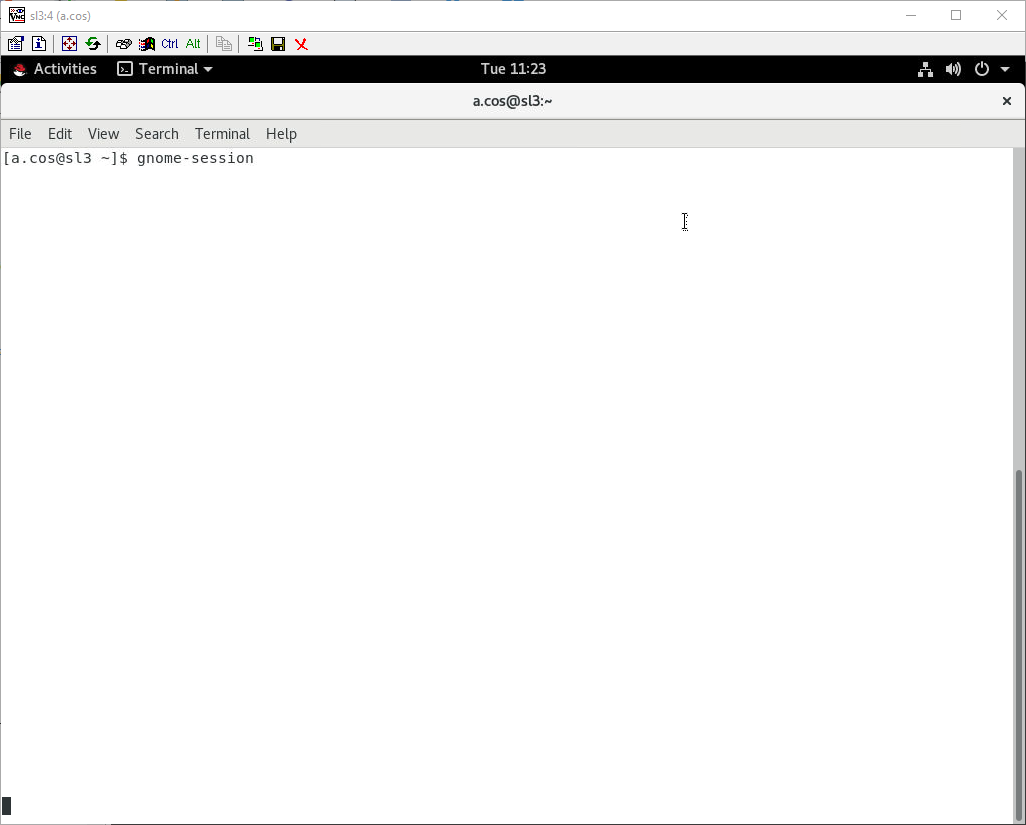 sl3:4 (a.cos)
Ctrl Alt
Activities Terminal Tue 11:23
a.cos@sl3:~
File Edit View Search Terminal Help
[a.cos@sl3 ~]$ gnome-session